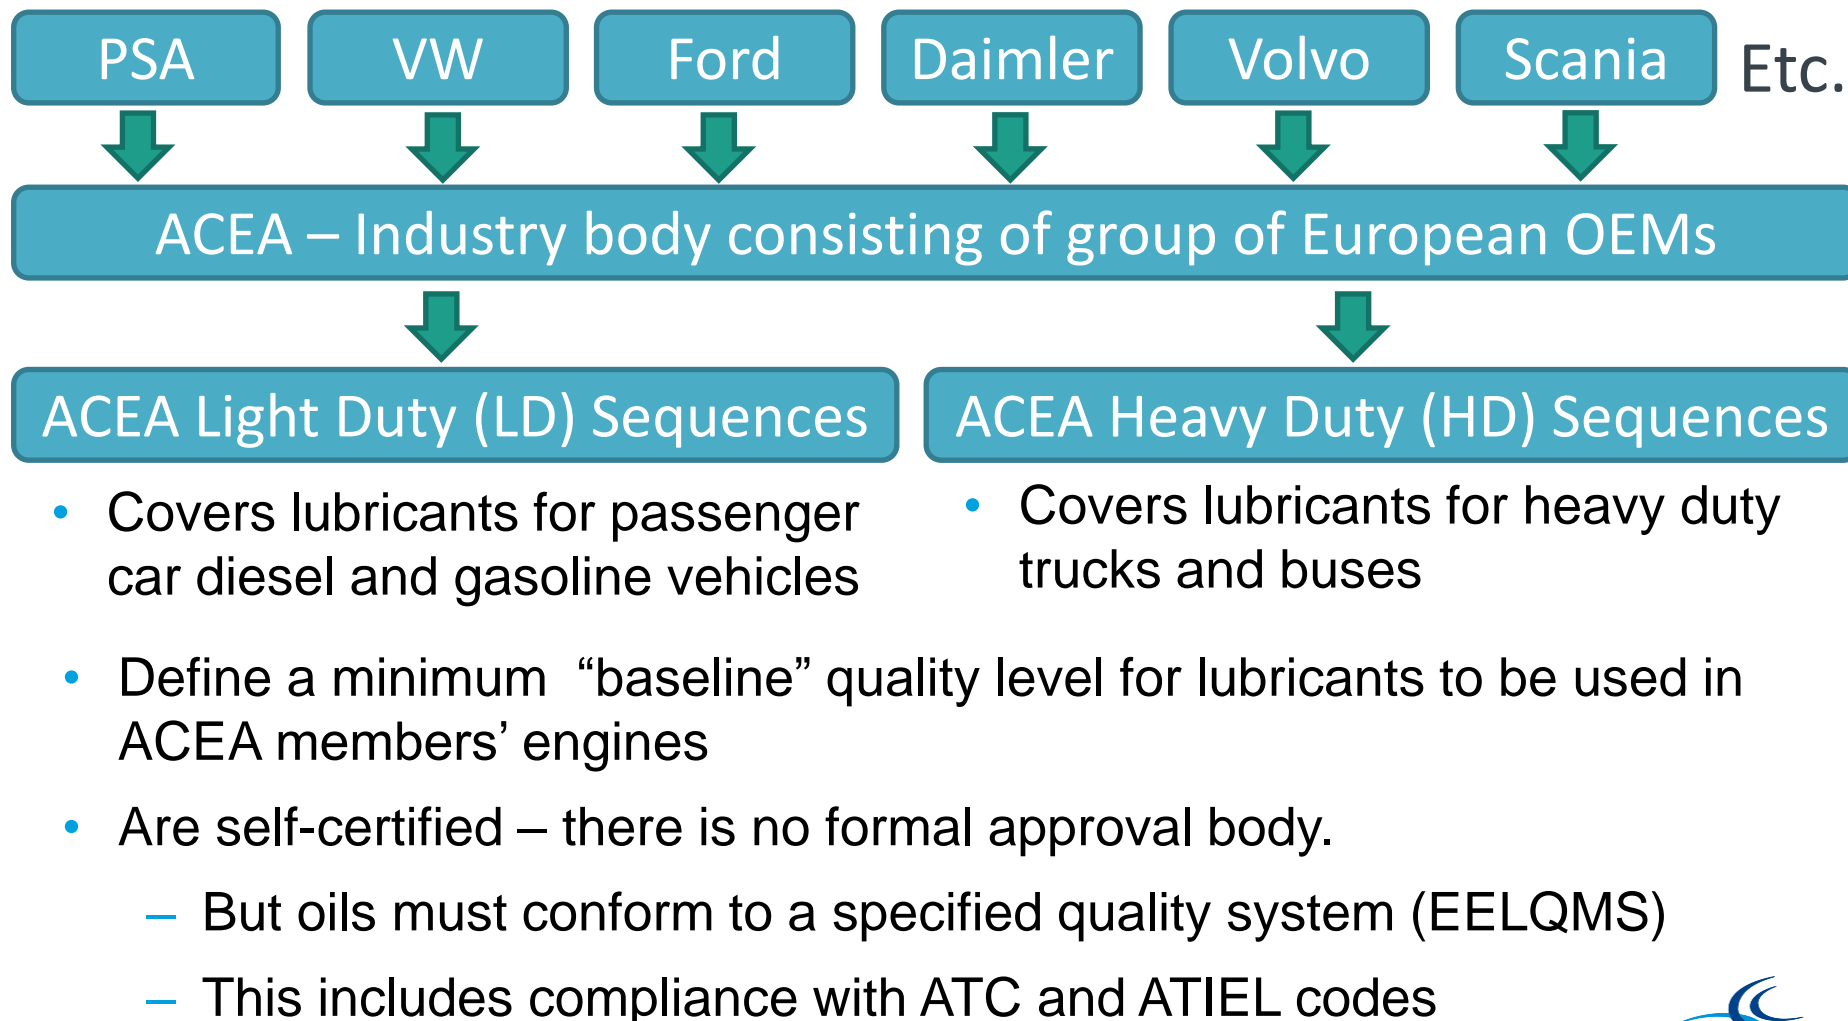 PSA
VW
Ford
Daimler
Volvo
Scania
Etc.
ACEA – Industry body consisting of group of European OEMs
ACEA Light Duty (LD) Sequences
ACEA Heavy Duty (HD) Sequences
• Covers lubricants for passenger
car diesel and gasoline vehicles
• Covers lubricants for heavy duty
trucks and buses
• Define a minimum “baseline” quality level for lubricants to be used in
ACEA members’ engines
• Are self-certified – there is no formal approval body.
– But oils must conform to a specified quality system (EELQMS)
– This includes compliance with ATC and ATIEL codes